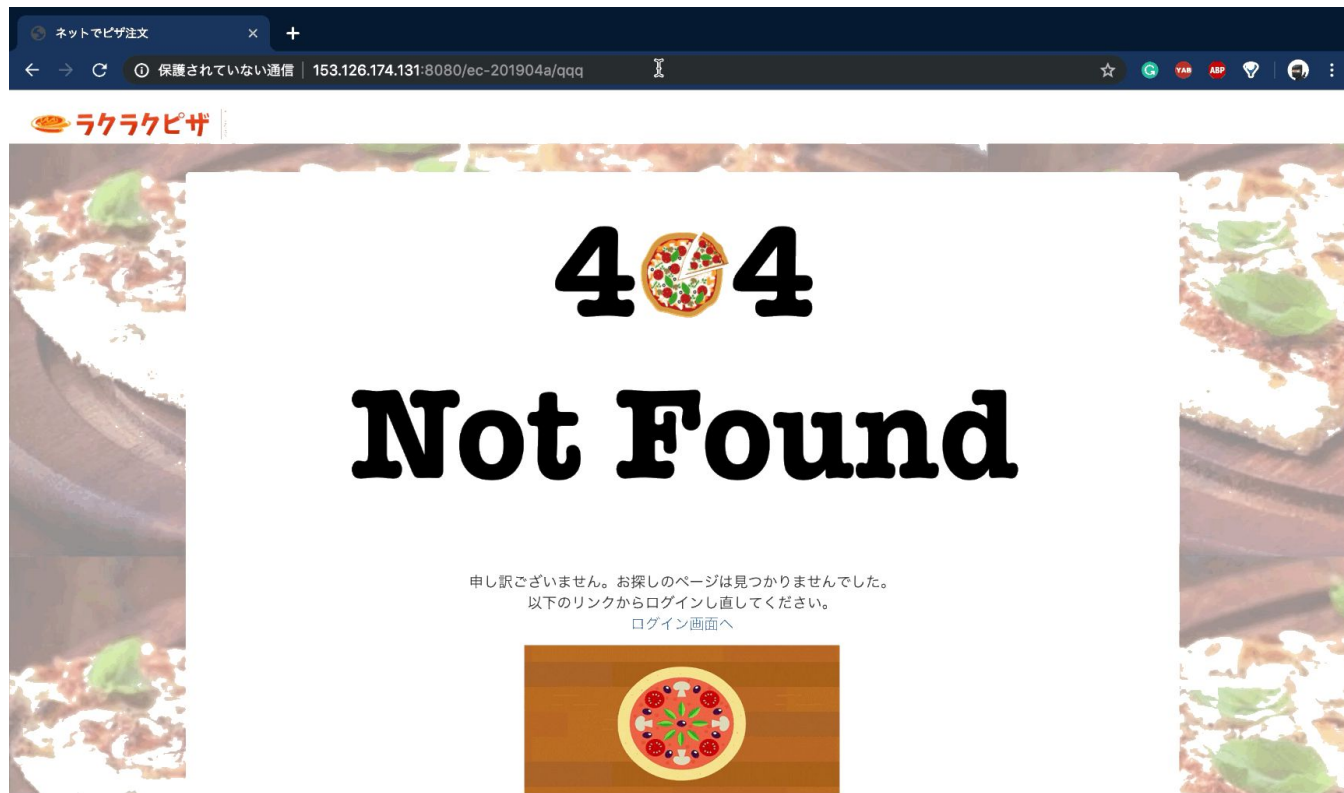 ネットでピザ注文
保護されていない通信 153.126.174.131:8080/ec-201904a/qqq
YAB
ABP
ラクラクピザ
4 4
Not Found
申し訳ございません。お探しのページは見つかりませんでした。
以下のリンクからログインし直してください。
ログイン画面へ